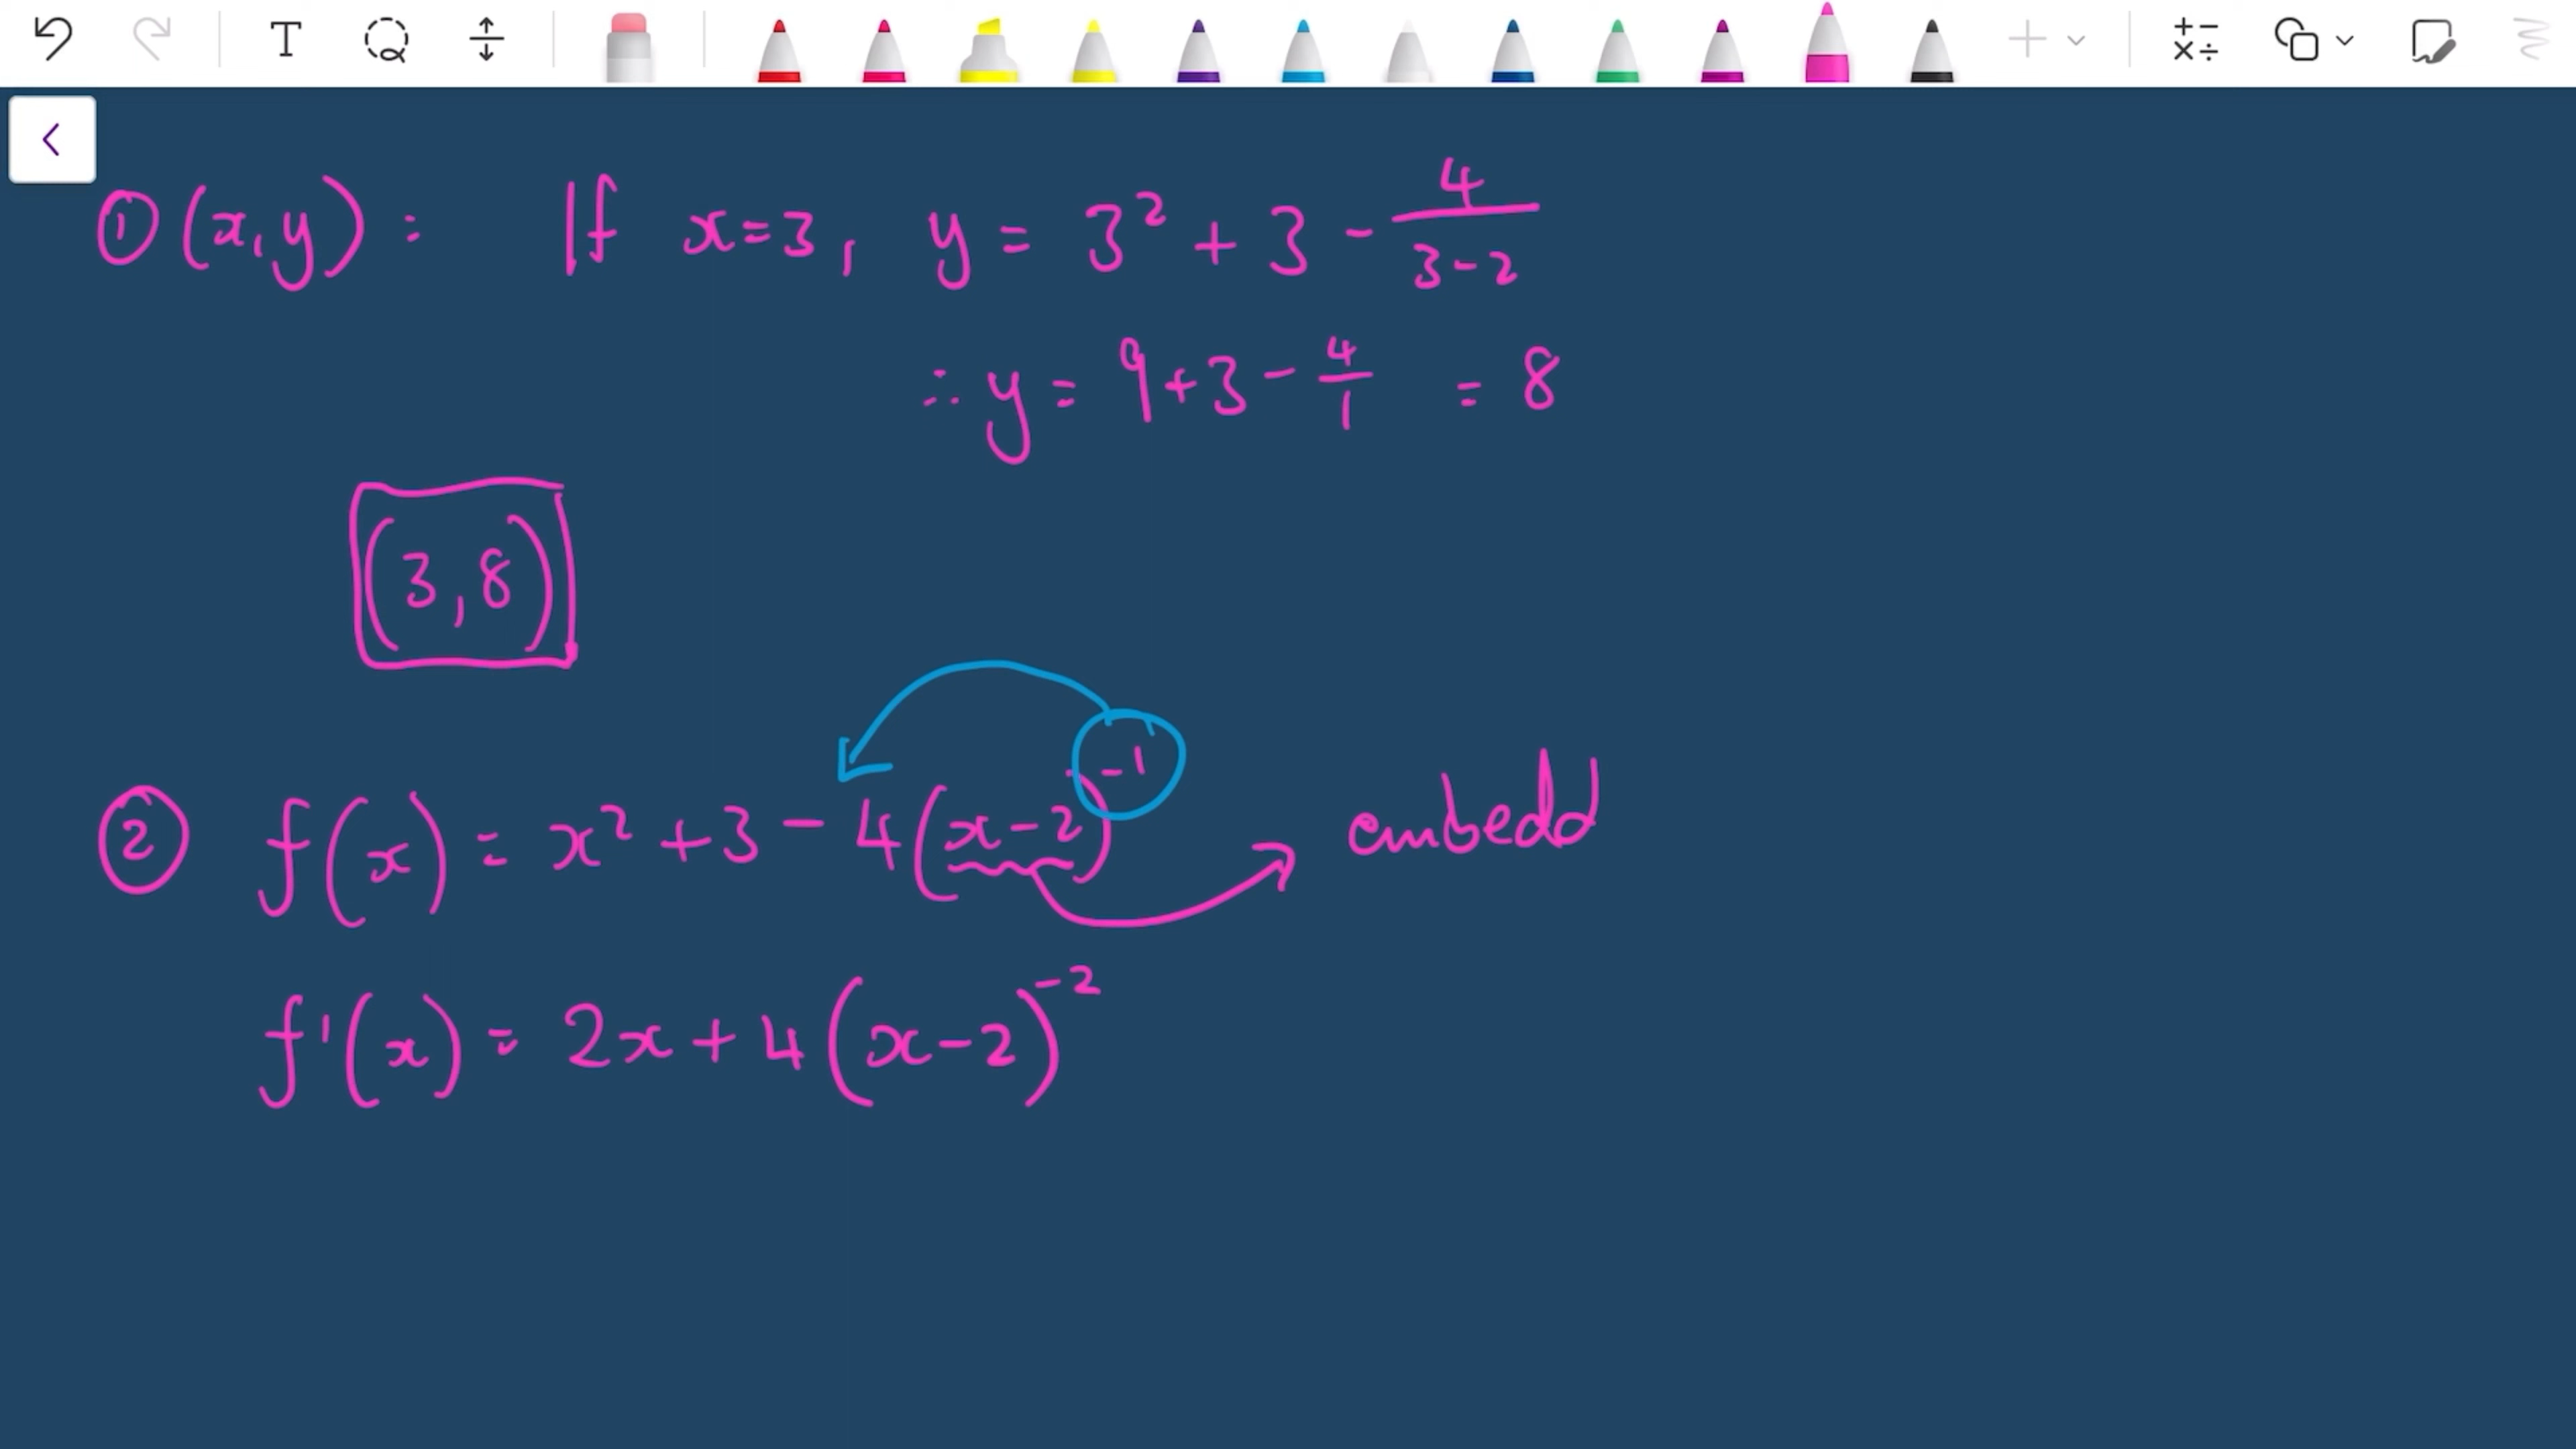 T
① (x,y) : If x=3, y = 3² + 3 - 4/(3-2)
∴ y = 9+3 - 4/1 = 8
(3,8)
② f(x) = x² + 3 - 4(x-2)⁻¹ embedd
f'(x) = 2x + 4(x-2)⁻²